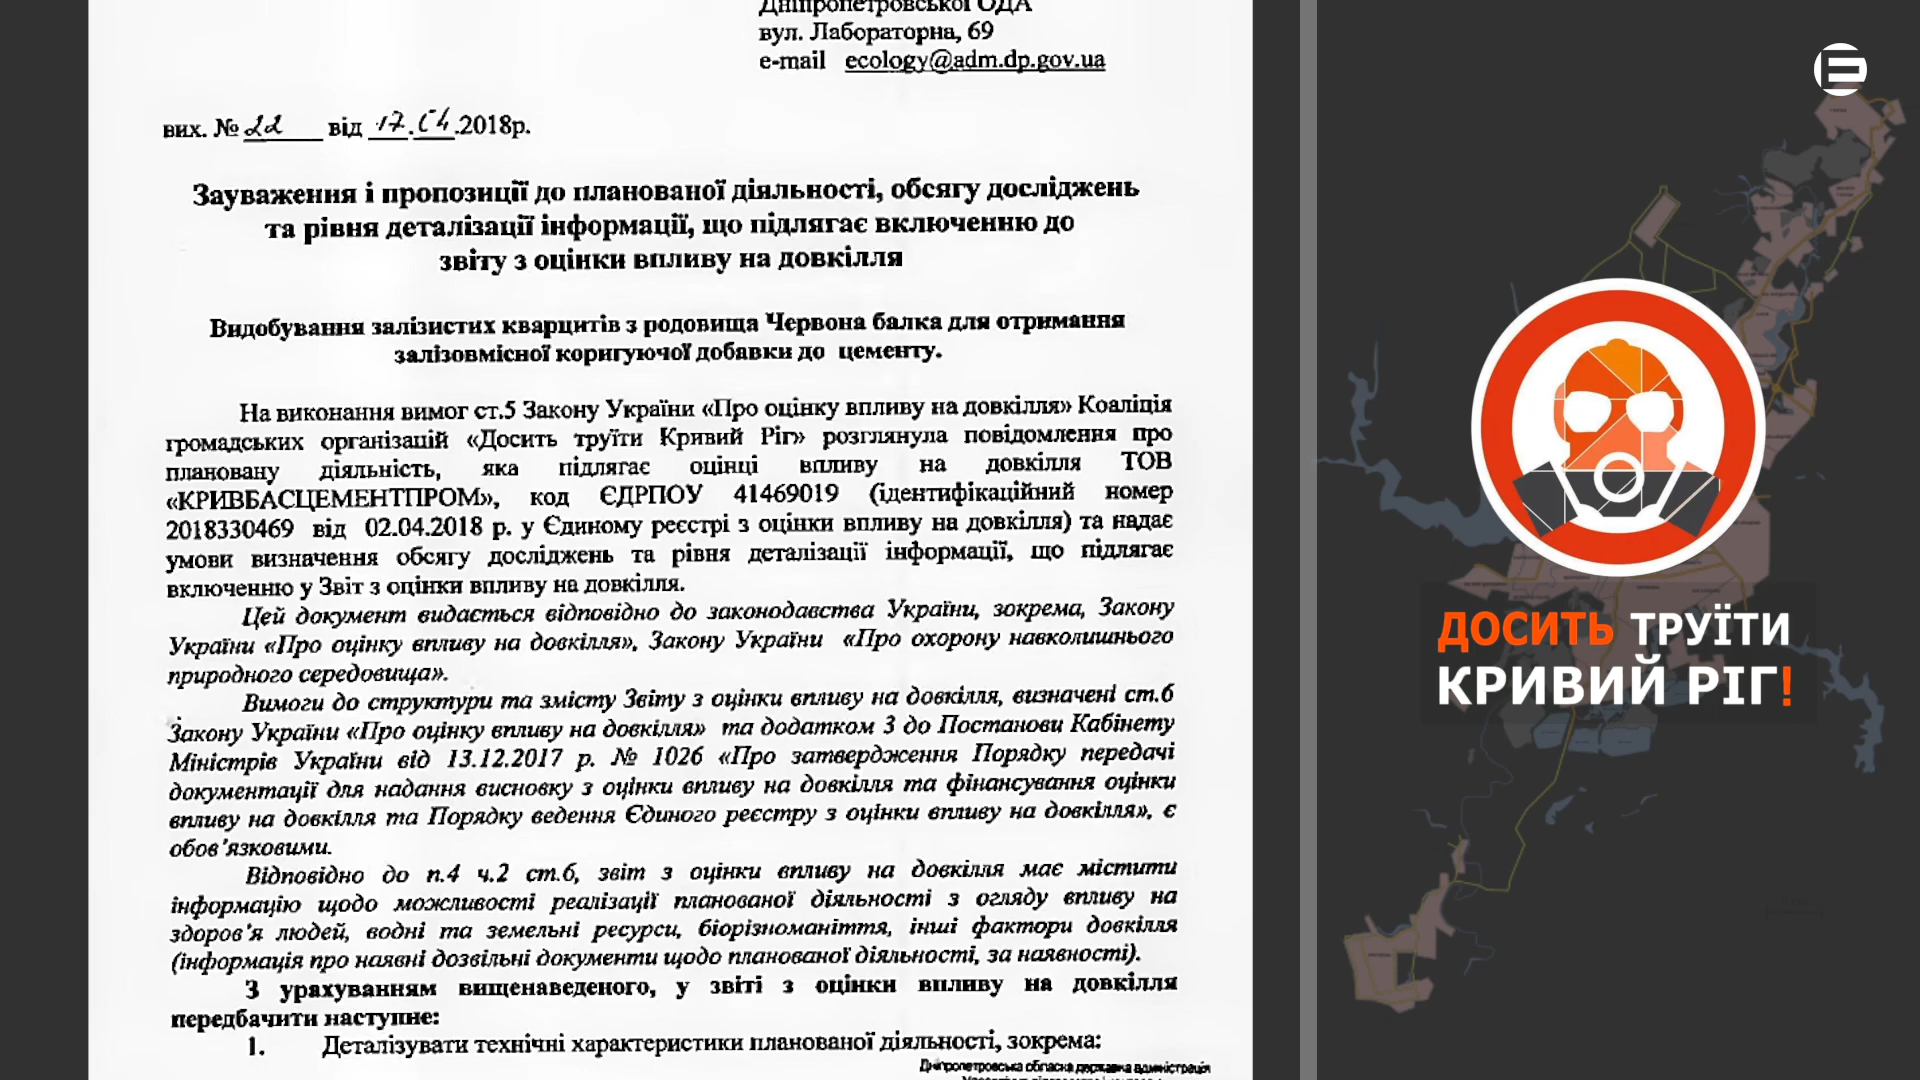 Дніпропетровської ОДА
вул. Лабораторна, 69
e-mail ecology@adm.dp.gov.ua
вих. № 22 від 17.04.2018р.
Зауваження і пропозиції до планованої діяльності, обсягу досліджень
та рівня деталізації інформації, що підлягає включенню до
звіту з оцінки впливу на довкілля
Видобування залізистих кварцитів з родовища Червона балка для отримання
залізовмісної коригуючої добавки до цементу.
На виконання вимог ст.5 Закону України «Про оцінку впливу на довкілля» Коаліція
громадських організацій «Досить труїти Кривий Ріг» розглянула повідомлення про
плановану діяльність, яка підлягає оцінці впливу на довкілля ТОВ
«КРИВБАСЦЕМЕНТПРОМ», код ЄДРПОУ 41469019 (ідентифікаційний номер
2018330469 від 02.04.2018 р. у Єдиному реєстрі з оцінки впливу на довкілля) та надає
умови визначення обсягу досліджень та рівня деталізації інформації, що підлягає
включенню у Звіт з оцінки впливу на довкілля.
Цей документ видається відповідно до законодавства України, зокрема, Закону
України «Про оцінку впливу на довкілля», Закону України «Про охорону навколишнього
природного середовища».
Вимоги до структури та змісту Звіту з оцінки впливу на довкілля, визначені ст.6
Закону України «Про оцінку впливу на довкілля» та додатком 3 до Постанови Кабінету
Міністрів України від 13.12.2017 р. № 1026 «Про затвердження Порядку передачі
документації для надання висновку з оцінки впливу на довкілля та фінансування оцінки
впливу на довкілля та Порядку ведення Єдиного реєстру з оцінки впливу на довкілля», є
обов’язковими.
Відповідно до п.4 ч.2 ст.6, звіт з оцінки впливу на довкілля має містити
інформацію щодо можливості реалізації планованої діяльності з огляду впливу на
здоров’я людей, водні та земельні ресурси, біорізноманіття, інші фактори довкілля
(інформація про наявні дозвільні документи щодо планованої діяльності, за наявності).
З урахуванням вищенаведеного, у звіті з оцінки впливу на довкілля
передбачити наступне:
1. Деталізувати технічні характеристики планованої діяльності, зокрема:
Дніпропетровська обласна державна адміністрація
ДОСИТЬ ТРУЇТИ
КРИВИЙ РІГ!